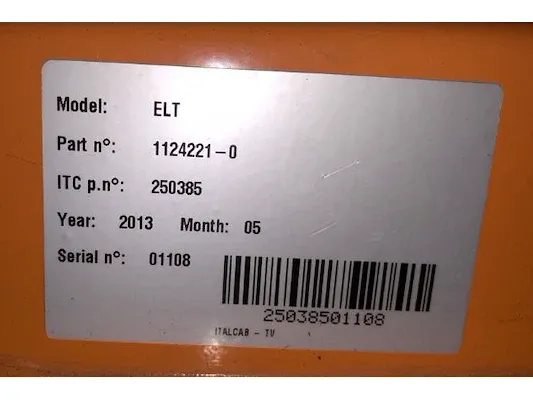 Model: ELT
Part n°: 1124221-0
ITC p.n°: 250385
Year: 2013 Month: 05
Serial n°: 01108
25038501108
ITALCAB - TV